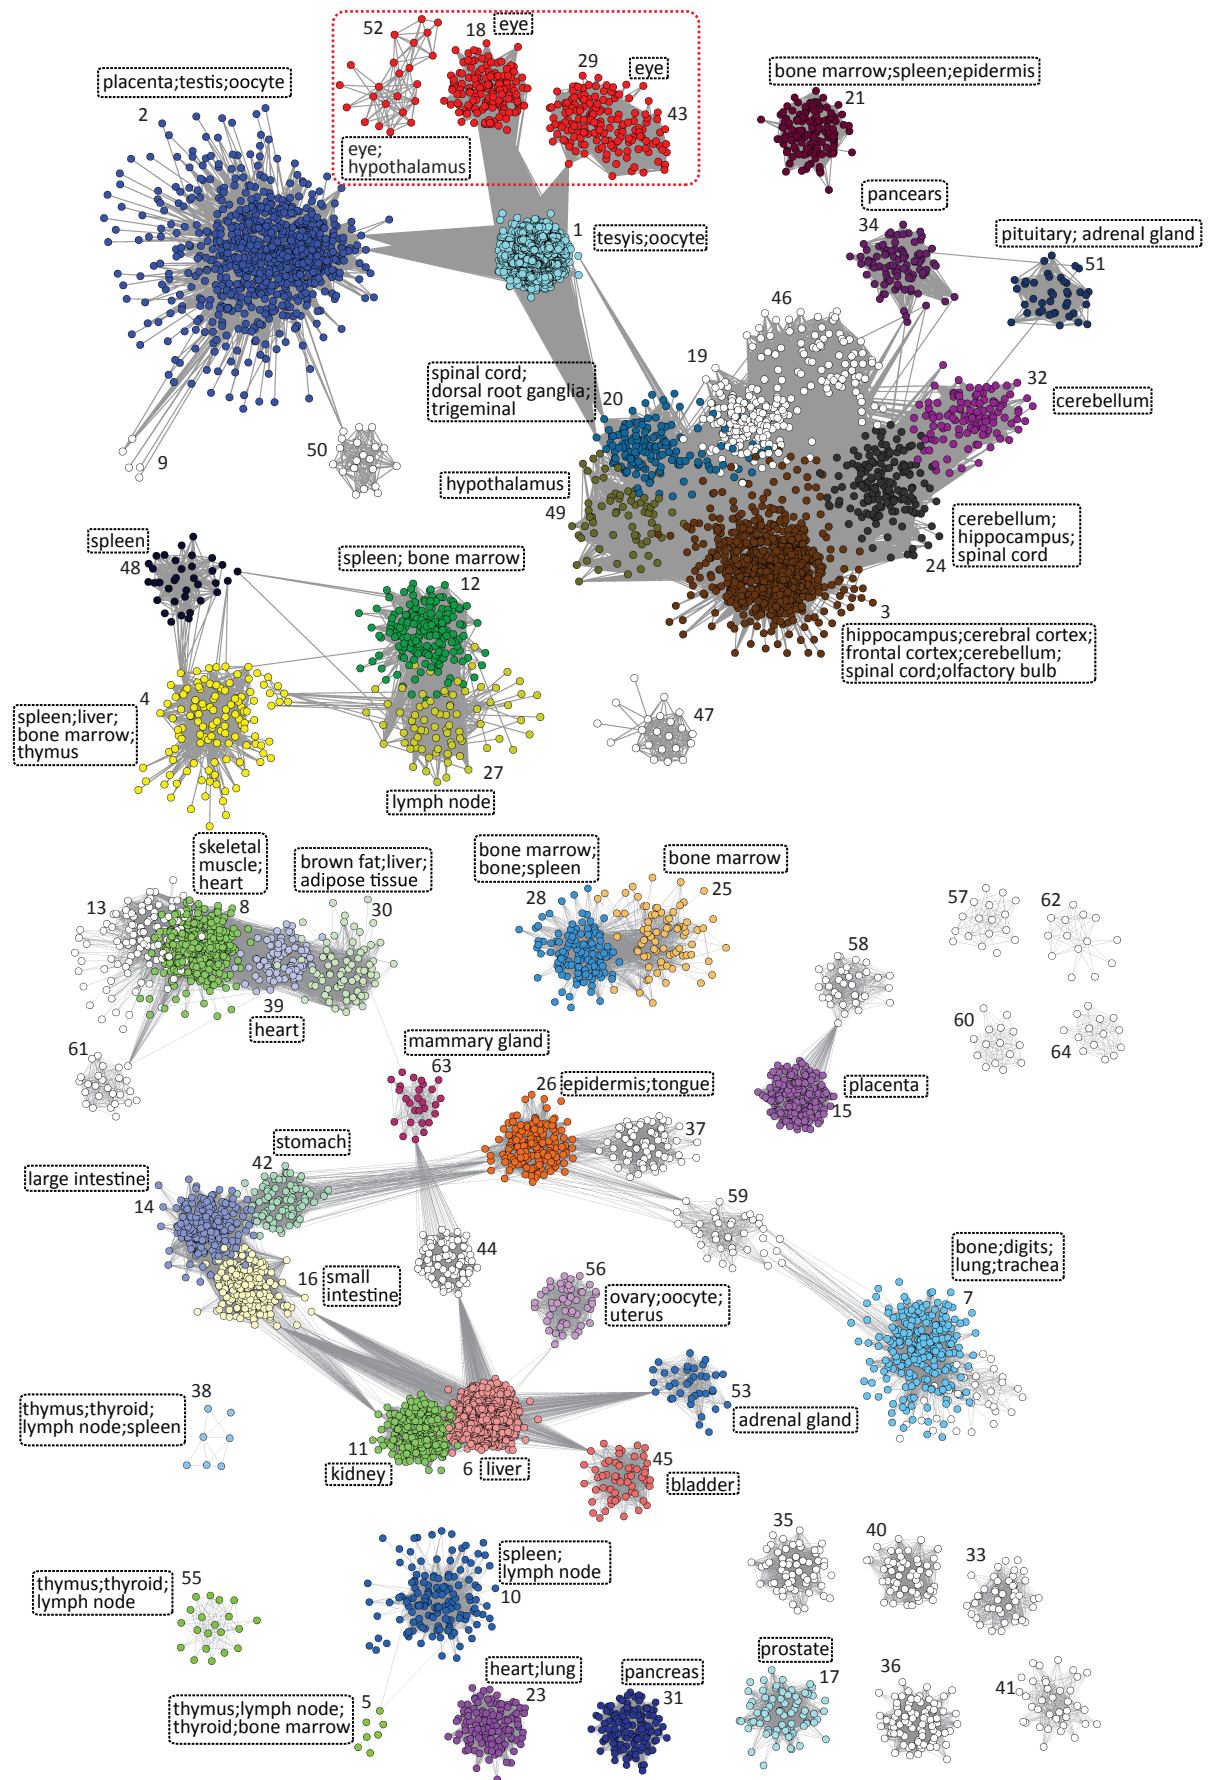 52
18
eye
29
eye
43
eye;
hypothalamus
placenta;testis;oocyte
2
bone marrow;spleen;epidermis
21
1
tesyis;oocyte
pancears
34
pituitary; adrenal gland
51
46
19
spinal cord;
dorsal root ganglia;
trigeminal
20
32
cerebellum
9
50
hypothalamus
49
cerebellum;
hippocampus;
spinal cord
24
3
hippocampus;cerebral cortex;
frontal cortex;cerebellum;
spinal cord;olfactory bulb
spleen
48
spleen; bone marrow
12
4
spleen;liver;
bone marrow;
thymus
27
lymph node
47
skeletal
muscle;
heart
13
8
brown fat;liver;
adipose tissue
30
39
heart
61
bone marrow;
bone;spleen
28
bone marrow
25
57
62
58
60
64
placenta
15
mammary gland
63
26
epidermis;tongue
37
stomach
42
large intestine
14
59
44
16
small
intestine
56
ovary;oocyte;
uterus
bone;digits;
lung;trachea
7
38
thymus;thyroid;
lymph node;spleen
53
adrenal gland
11
kidney
6
liver
45
bladder
35
40
33
spleen;
lymph node
10
55
thymus;thyroid;
lymph node
heart;lung
23
pancreas
31
prostate
17
36
41
thymus;lymph node;
thyroid;bone marrow
5